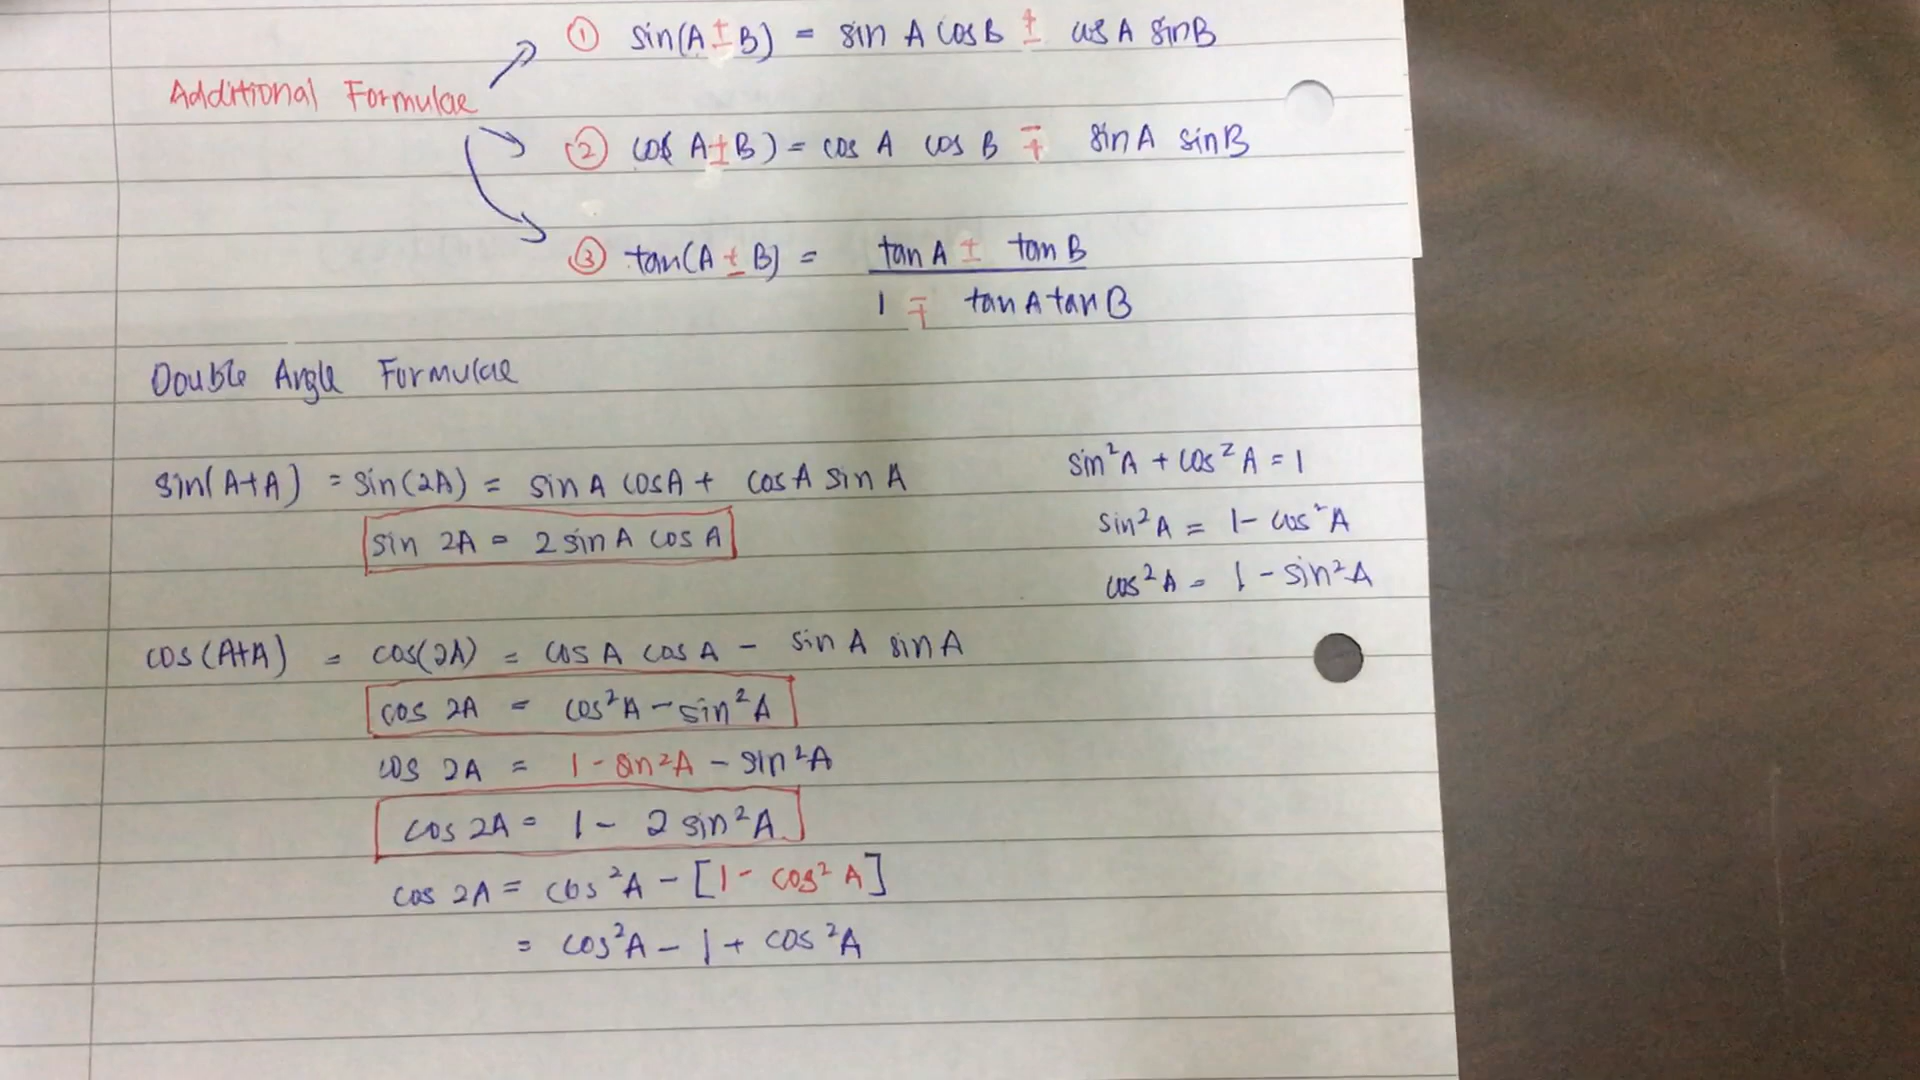 ① sin(A ± B) = sin A cos B ± cos A sin B
Additional Formulae
② cos(A ± B) = cos A cos B ∓ sin A sin B
③ tan(A ± B) = tan A ± tan B
1 ∓ tan A tan B
Double Angle Formulae
sin(A+A) = sin(2A) = sin A cos A + cos A sin A
sin 2A = 2 sin A cos A
sin²A + cos²A = 1
sin²A = 1 - cos²A
cos²A = 1 - sin²A
cos(A+A) = cos(2A) = cos A cos A - sin A sin A
cos 2A = cos²A - sin²A
cos 2A = 1 - sin²A - sin²A
cos 2A = 1 - 2 sin²A
cos 2A = cos²A - [1 - cos²A]
= cos²A - 1 + cos²A